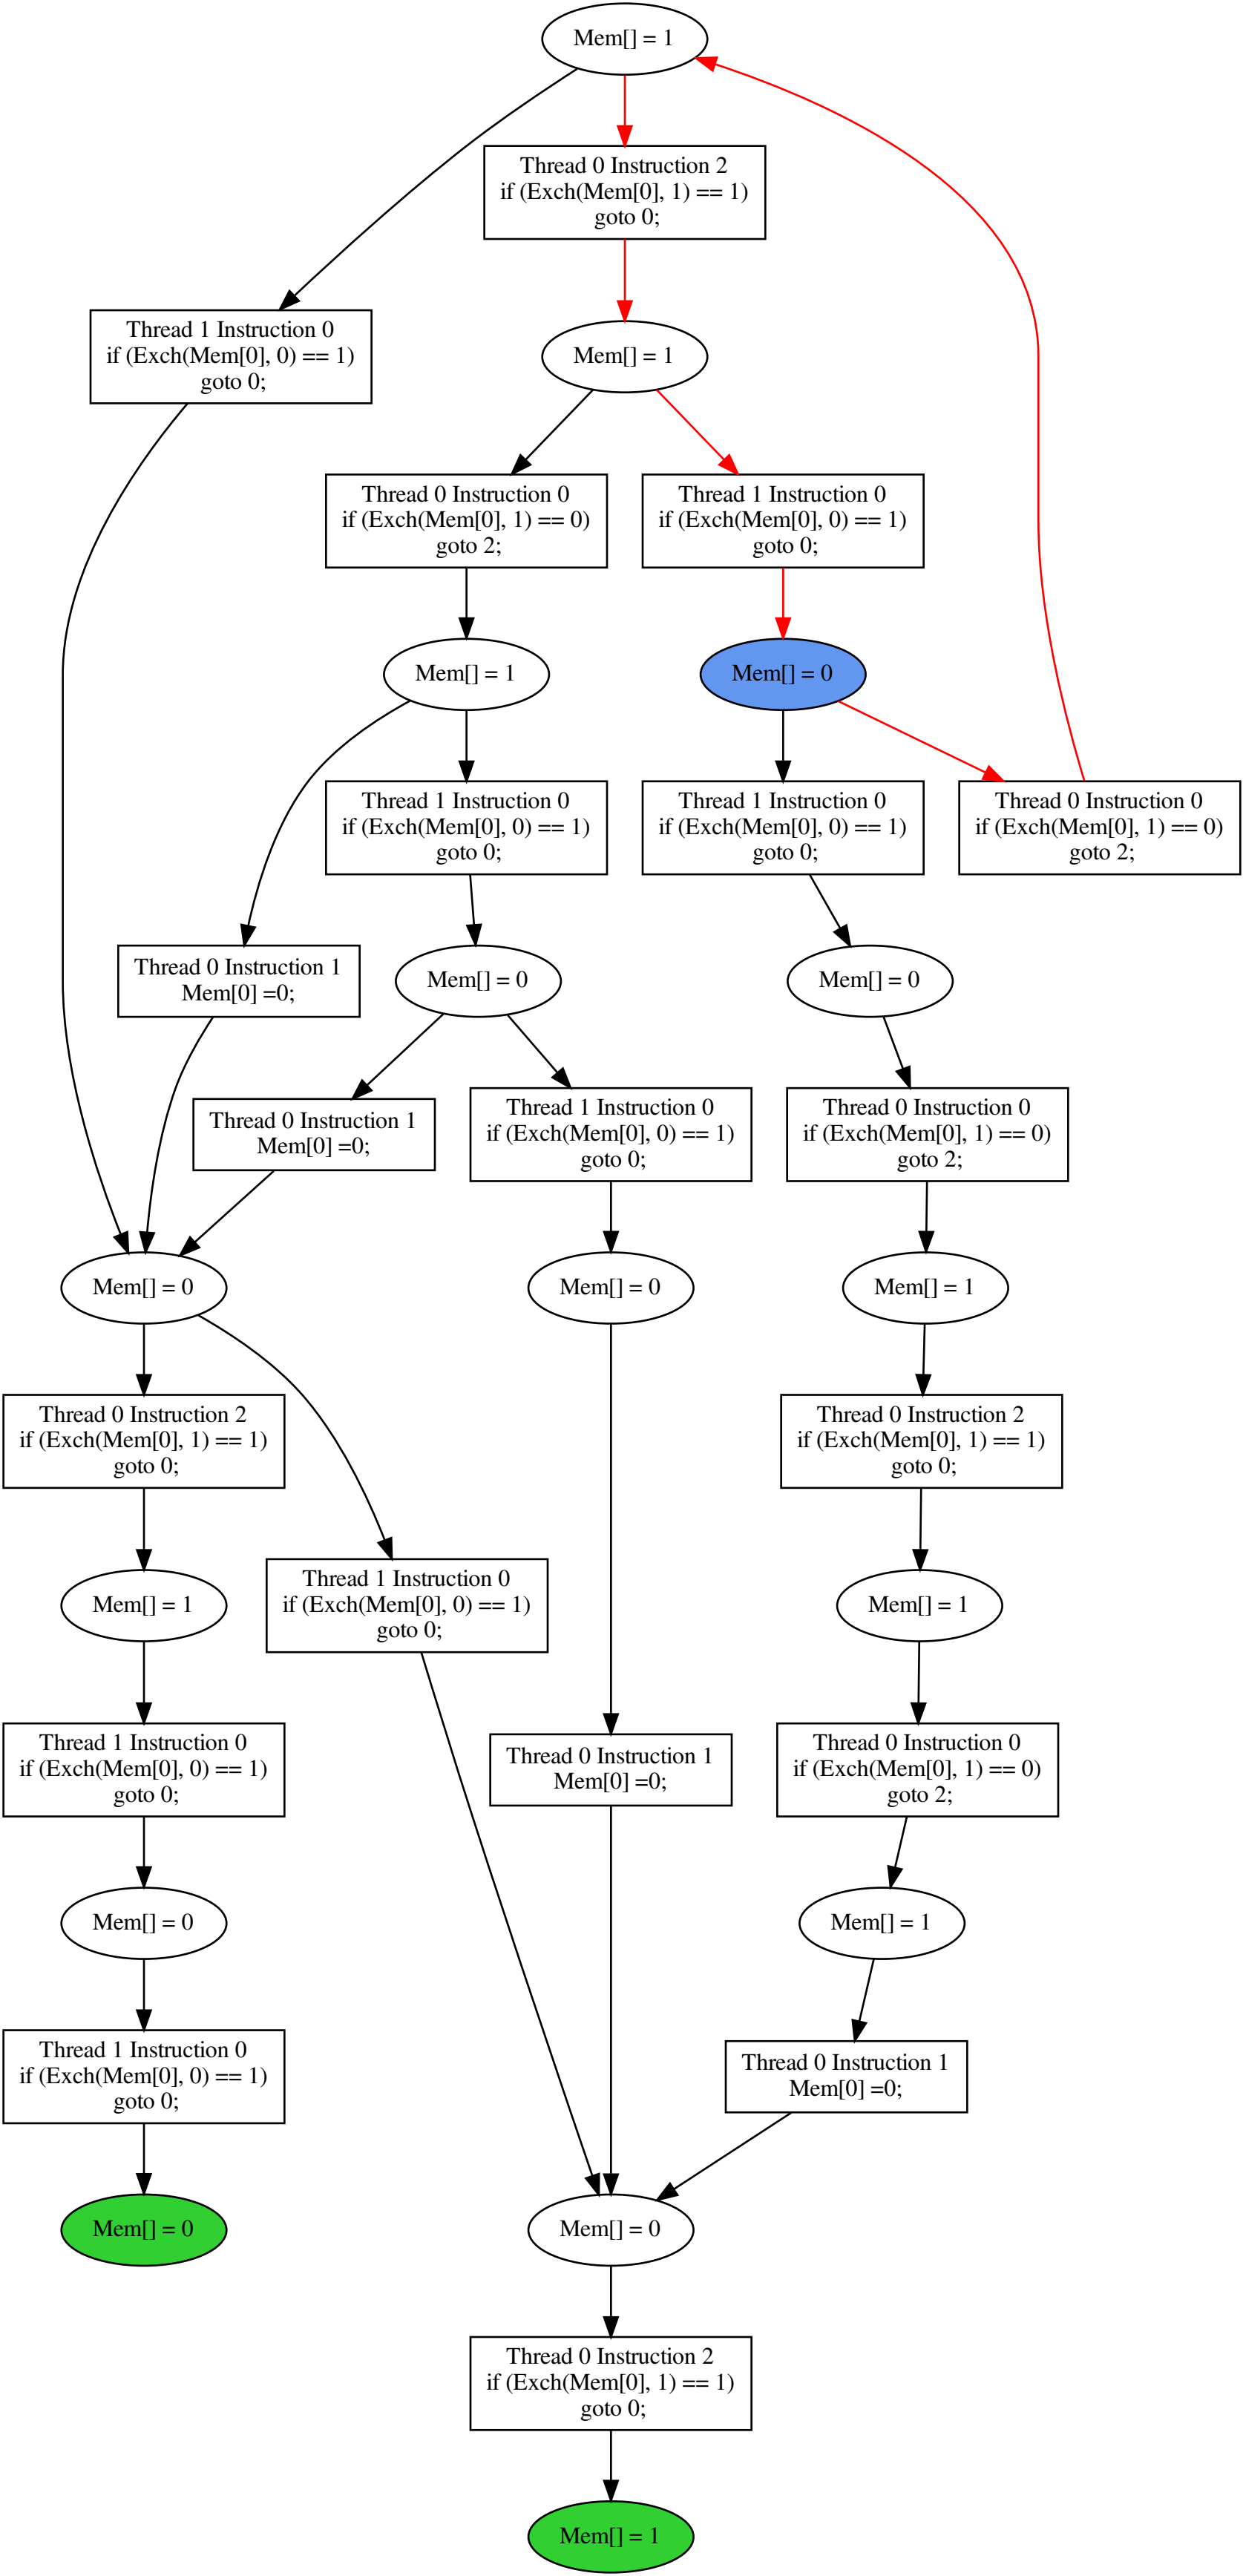 Mem[] = 1
Thread 0 Instruction 2
if (Exch(Mem[0], 1) == 1)
goto 0;
Thread 1 Instruction 0
if (Exch(Mem[0], 0) == 1)
goto 0;
Mem[] = 1
Thread 0 Instruction 0
if (Exch(Mem[0], 1) == 0)
goto 2;
Thread 1 Instruction 0
if (Exch(Mem[0], 0) == 1)
goto 0;
Mem[] = 1
Mem[] = 0
Thread 1 Instruction 0
if (Exch(Mem[0], 0) == 1)
goto 0;
Thread 1 Instruction 0
if (Exch(Mem[0], 0) == 1)
goto 0;
Thread 0 Instruction 0
if (Exch(Mem[0], 1) == 0)
goto 2;
Thread 0 Instruction 1
Mem[0] =0;
Mem[] = 0
Mem[] = 0
Thread 0 Instruction 1
Mem[0] =0;
Thread 1 Instruction 0
if (Exch(Mem[0], 0) == 1)
goto 0;
Thread 0 Instruction 0
if (Exch(Mem[0], 1) == 0)
goto 2;
Mem[] = 0
Mem[] = 0
Mem[] = 1
Thread 0 Instruction 2
if (Exch(Mem[0], 1) == 1)
goto 0;
Thread 0 Instruction 2
if (Exch(Mem[0], 1) == 1)
goto 0;
Mem[] = 1
Thread 1 Instruction 0
if (Exch(Mem[0], 0) == 1)
goto 0;
Mem[] = 1
Thread 1 Instruction 0
if (Exch(Mem[0], 0) == 1)
goto 0;
Thread 0 Instruction 1
Mem[0] =0;
Thread 0 Instruction 0
if (Exch(Mem[0], 1) == 0)
goto 2;
Mem[] = 0
Mem[] = 1
Thread 1 Instruction 0
if (Exch(Mem[0], 0) == 1)
goto 0;
Thread 0 Instruction 1
Mem[0] =0;
Mem[] = 0
Mem[] = 0
Thread 0 Instruction 2
if (Exch(Mem[0], 1) == 1)
goto 0;
Mem[] = 1